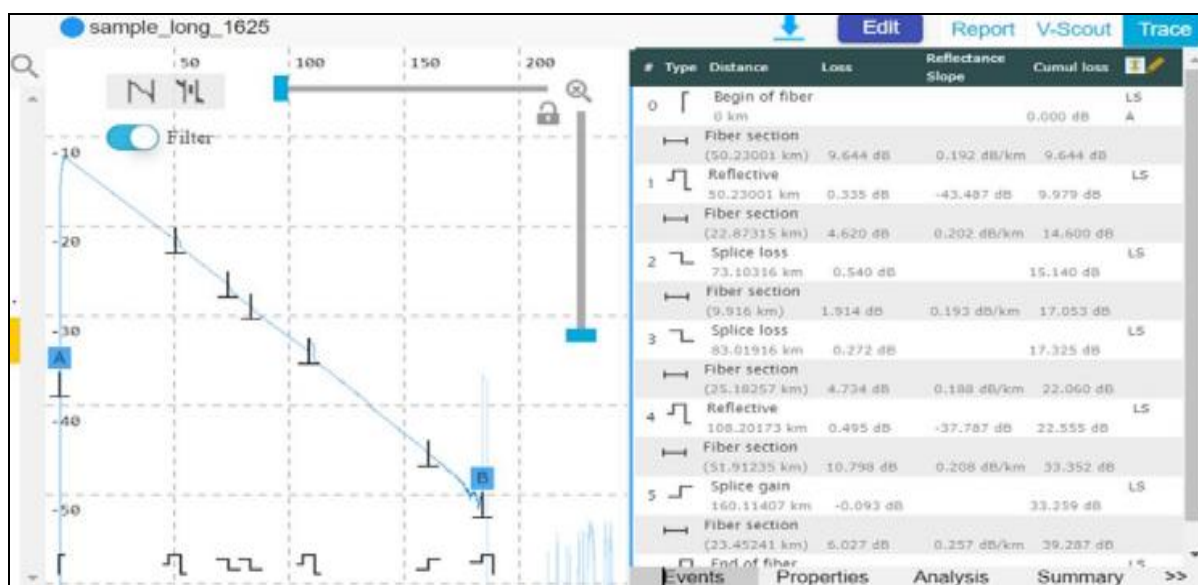 sample_long_1625
Edit
Report
V-Scout
Trace
50 100 150 200
Filter
-10
-20
-30
A
-40
B
-50
# Type Distance Loss Reflectance Slope Cumul loss
0 Begin of fiber LS
0 km 0.000 dB A
Fiber section
(50.23001 km) 9.644 dB 0.192 dB/km 9.644 dB
1 Reflective LS
50.23001 km 0.335 dB -43.487 dB 9.979 dB
Fiber section
(22.87315 km) 4.620 dB 0.202 dB/km 14.600 dB
2 Splice loss LS
73.10316 km 0.540 dB 15.140 dB
Fiber section
(9.916 km) 1.914 dB 0.193 dB/km 17.053 dB
3 Splice loss LS
83.01916 km 0.272 dB 17.325 dB
Fiber section
(25.18257 km) 4.734 dB 0.188 dB/km 22.060 dB
4 Reflective LS
108.20173 km 0.495 dB -37.787 dB 22.555 dB
Fiber section
(51.91235 km) 10.798 dB 0.208 dB/km 33.352 dB
5 Splice gain LS
160.11407 km -0.093 dB 33.259 dB
Fiber section
(23.45241 km) 6.027 dB 0.257 dB/km 39.287 dB
End of fiber LS
Events Properties Analysis Summary >>